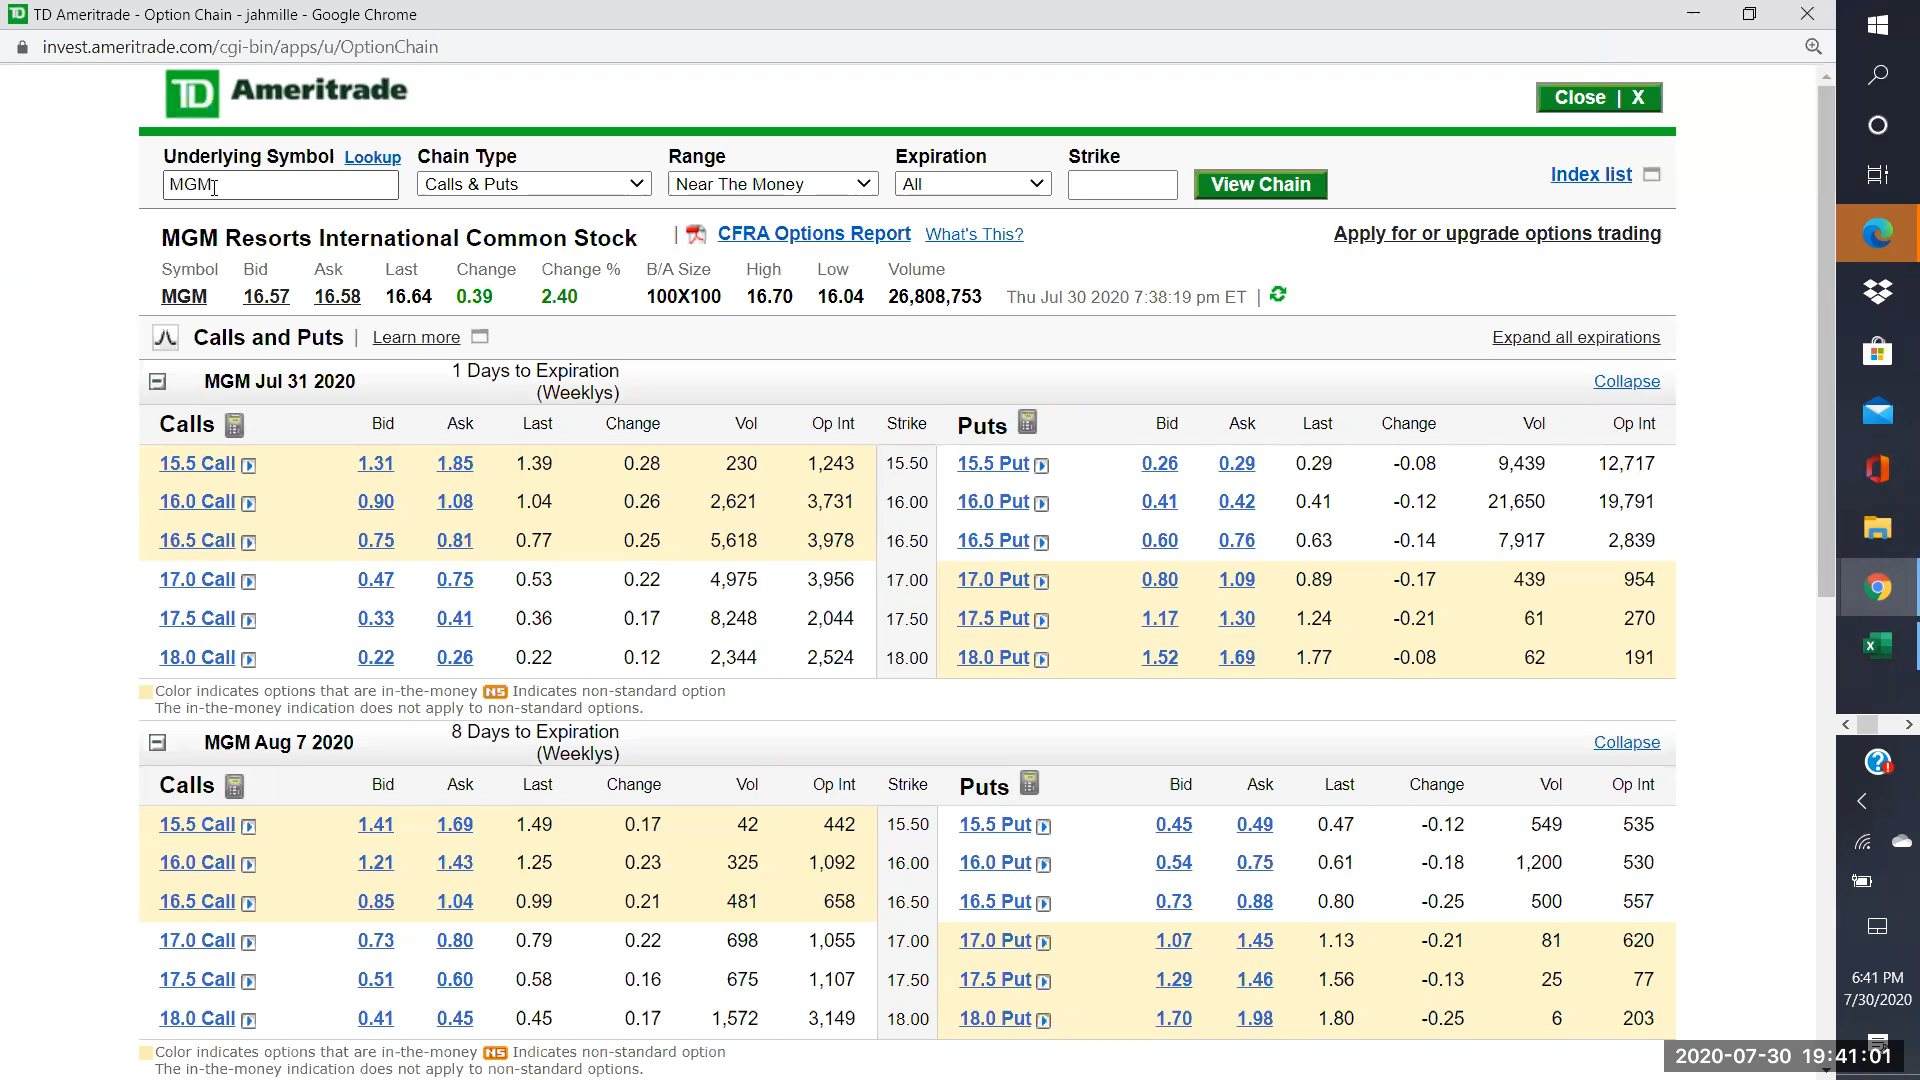 TD Ameritrade - Option Chain - jahmille - Google Chrome
invest.ameritrade.com/cgi-bin/apps/u/OptionChain
TD Ameritrade
Close | X
Underlying Symbol Lookup Chain Type Range Expiration Strike
MGM Calls & Puts Near The Money All View Chain Index list
MGM Resorts International Common Stock | CFRA Options Report What's This? Apply for or upgrade options trading
Symbol Bid Ask Last Change Change % B/A Size High Low Volume
MGM 16.57 16.58 16.64 0.39 2.40 100X100 16.70 16.04 26,808,753 Thu Jul 30 2020 7:38:19 pm ET |
Calls and Puts | Learn more Expand all expirations
MGM Jul 31 2020 1 Days to Expiration Collapse
(Weeklys)
Calls Bid Ask Last Change Vol Op Int Strike Puts Bid Ask Last Change Vol Op Int
15.5 Call 1.31 1.85 1.39 0.28 230 1,243 15.50 15.5 Put 0.26 0.29 0.29 -0.08 9,439 12,717
16.0 Call 0.90 1.08 1.04 0.26 2,621 3,731 16.00 16.0 Put 0.41 0.42 0.41 -0.12 21,650 19,791
16.5 Call 0.75 0.81 0.77 0.25 5,618 3,978 16.50 16.5 Put 0.60 0.76 0.63 -0.14 7,917 2,839
17.0 Call 0.47 0.75 0.53 0.22 4,975 3,956 17.00 17.0 Put 0.80 1.09 0.89 -0.17 439 954
17.5 Call 0.33 0.41 0.36 0.17 8,248 2,044 17.50 17.5 Put 1.17 1.30 1.24 -0.21 61 270
18.0 Call 0.22 0.26 0.22 0.12 2,344 2,524 18.00 18.0 Put 1.52 1.69 1.77 -0.08 62 191
Color indicates options that are in-the-money NS Indicates non-standard option
The in-the-money indication does not apply to non-standard options.
MGM Aug 7 2020 8 Days to Expiration Collapse
(Weeklys)
Calls Bid Ask Last Change Vol Op Int Strike Puts Bid Ask Last Change Vol Op Int
15.5 Call 1.41 1.69 1.49 0.17 42 442 15.50 15.5 Put 0.45 0.49 0.47 -0.12 549 535
16.0 Call 1.21 1.43 1.25 0.23 325 1,092 16.00 16.0 Put 0.54 0.75 0.61 -0.18 1,200 530
16.5 Call 0.85 1.04 0.99 0.21 481 658 16.50 16.5 Put 0.73 0.88 0.80 -0.25 500 557
17.0 Call 0.73 0.80 0.79 0.22 698 1,055 17.00 17.0 Put 1.07 1.45 1.13 -0.21 81 620
17.5 Call 0.51 0.60 0.58 0.16 675 1,107 17.50 17.5 Put 1.29 1.46 1.56 -0.13 25 77
18.0 Call 0.41 0.45 0.45 0.17 1,572 3,149 18.00 18.0 Put 1.70 1.98 1.80 -0.25 6 203
Color indicates options that are in-the-money NS Indicates non-standard option
The in-the-money indication does not apply to non-standard options.
6:41 PM
7/30/2020
2020-07-30 19:41:01